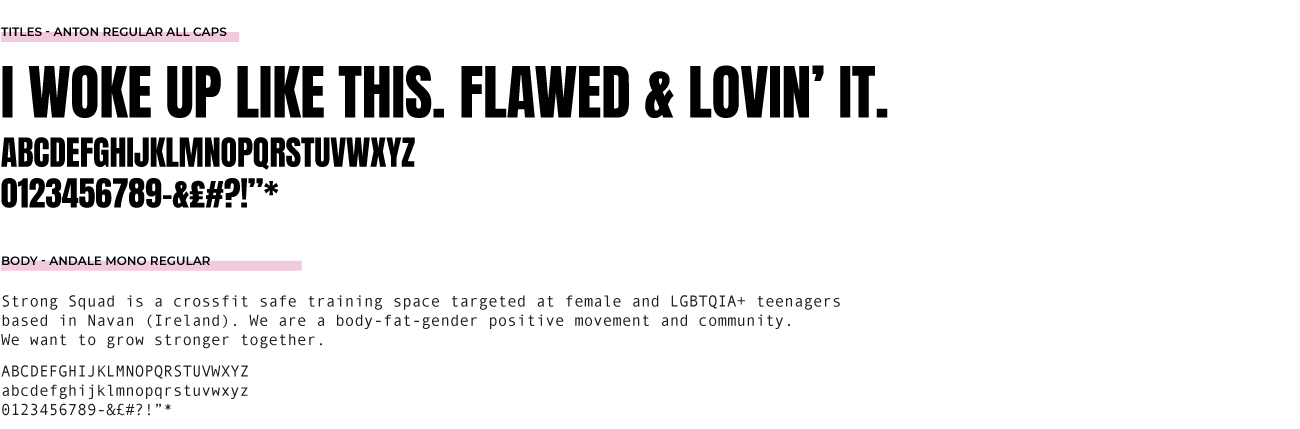 TITLES - ANTON REGULAR ALL CAPS
I WOKE UP LIKE THIS. FLAWED & LOVIN’ IT.
ABCDEFGHIJKLMNOPQRSTUVWXYZ
0123456789-&₤#?!”*
BODY - ANDALE MONO REGULAR
Strong Squad is a crossfit safe training space targeted at female and LGBTQIA+ teenagers
based in Navan (Ireland). We are a body-fat-gender positive movement and community.
We want to grow stronger together.
ABCDEFGHIJKLMNOPQRSTUVWXYZ
abcdefghijklmnopqrstuvwxyz
0123456789-&£#?!”*